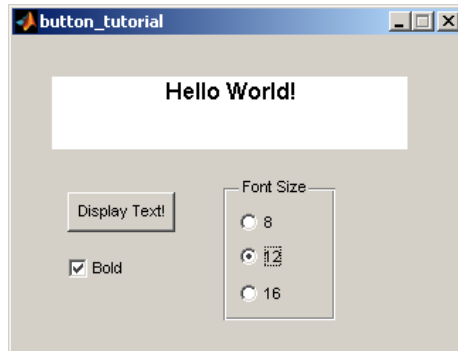 button_tutorial
Hello World!
Display Text!
Bold
Font Size
8
12
16